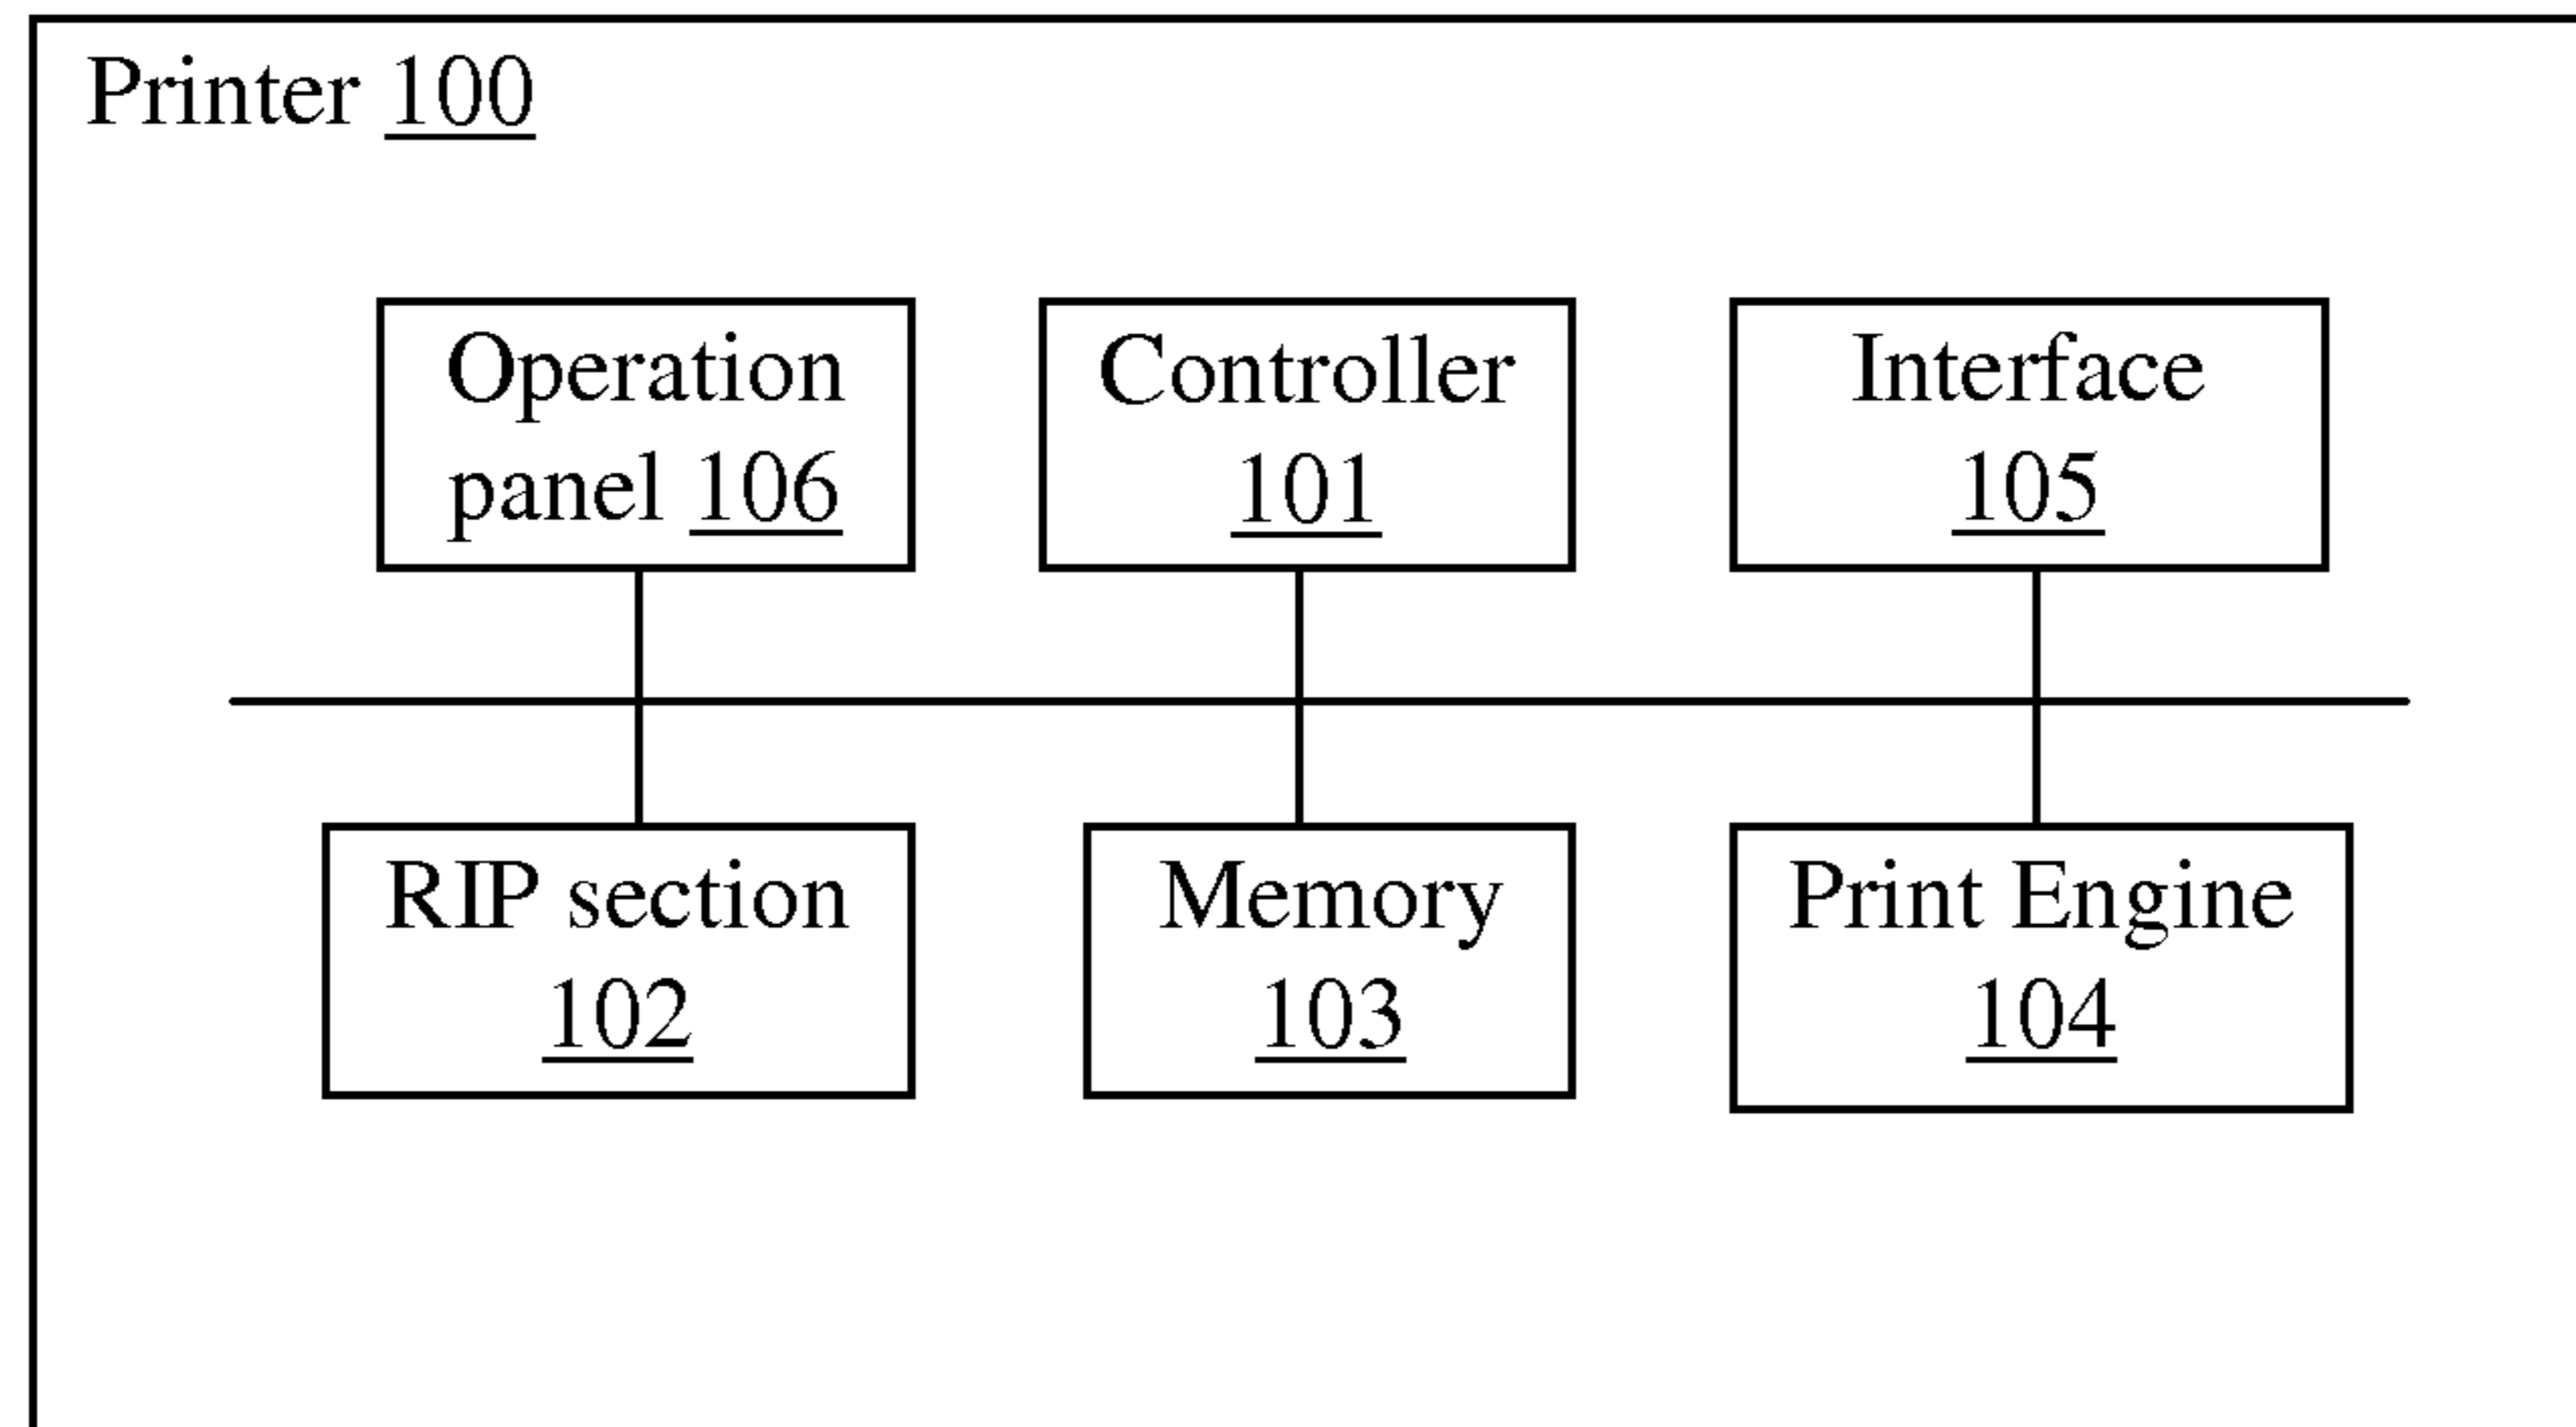 Printer 100
Operation
panel 106
Controller
101
Interface
105
RIP section
102
Memory
103
Print Engine
104